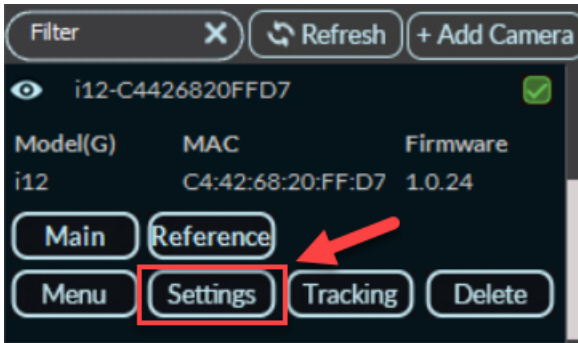 Filter × Refresh + Add Camera
i12-C4426820FFD7
Model(G) MAC Firmware
i12 C4:42:68:20:FF:D7 1.0.24
Main Reference
Menu Settings Tracking Delete